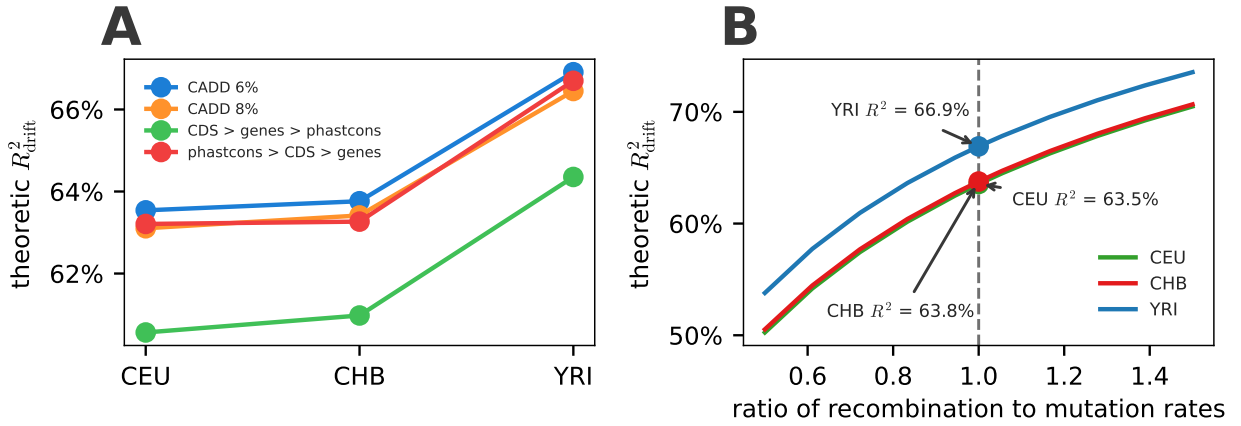 A
theoretic R²drift
66%
64%
62%
CADD 6%
CADD 8%
CDS > genes > phastcons
phastcons > CDS > genes
CEU CHB YRI
B
theoretic R²drift
70%
60%
50%
YRI R² = 66.9%
CEU R² = 63.5%
CHB R² = 63.8%
CEU
CHB
YRI
0.6 0.8 1.0 1.2 1.4
ratio of recombination to mutation rates